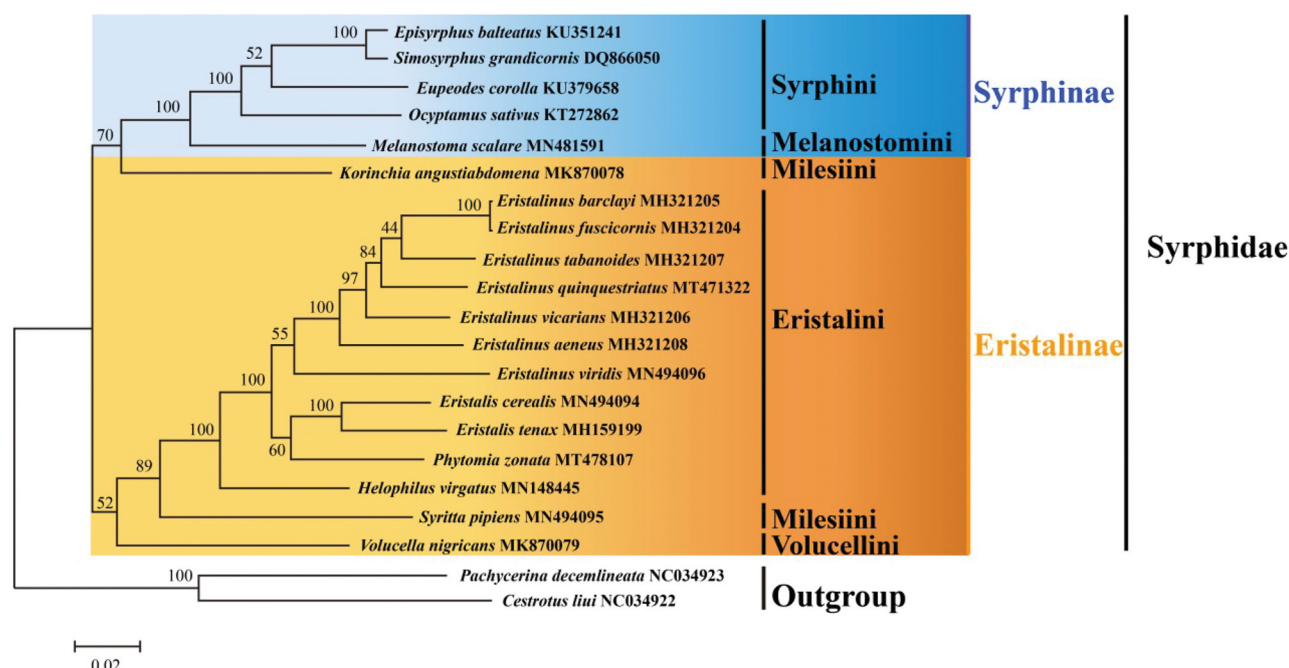 100
Episyrphus balteatus KU351241
52
Simosyrphus grandicornis DQ866050
100
Eupeodes corolla KU379658
Syrphini
Syrphinae
100
Ocyptamus sativus KT272862
70
Melanostoma scalare MN481591
Melanostomini
Korinchia angustiabdomena MK870078
Milesiini
100
Eristalinus barclayi MH321205
44
Eristalinus fuscicornis MH321204
Syrphidae
84
Eristalinus tabanoides MH321207
97
Eristalinus quinquestriatus MT471322
100
Eristalinus vicarians MH321206
Eristalini
55
Eristalinus aeneus MH321208
Eristalinae
100
Eristalinus viridis MN494096
100
Eristalis cerealis MN494094
100
Eristalis tenax MH159199
60
Phytomia zonata MT478107
89
Helophilus virgatus MN148445
52
Syritta pipiens MN494095
Milesiini
Volucella nigricans MK870079
Volucellini
100
Pachycerina decemlineata NC034923
Outgroup
Cestrotus liui NC034922
0.02